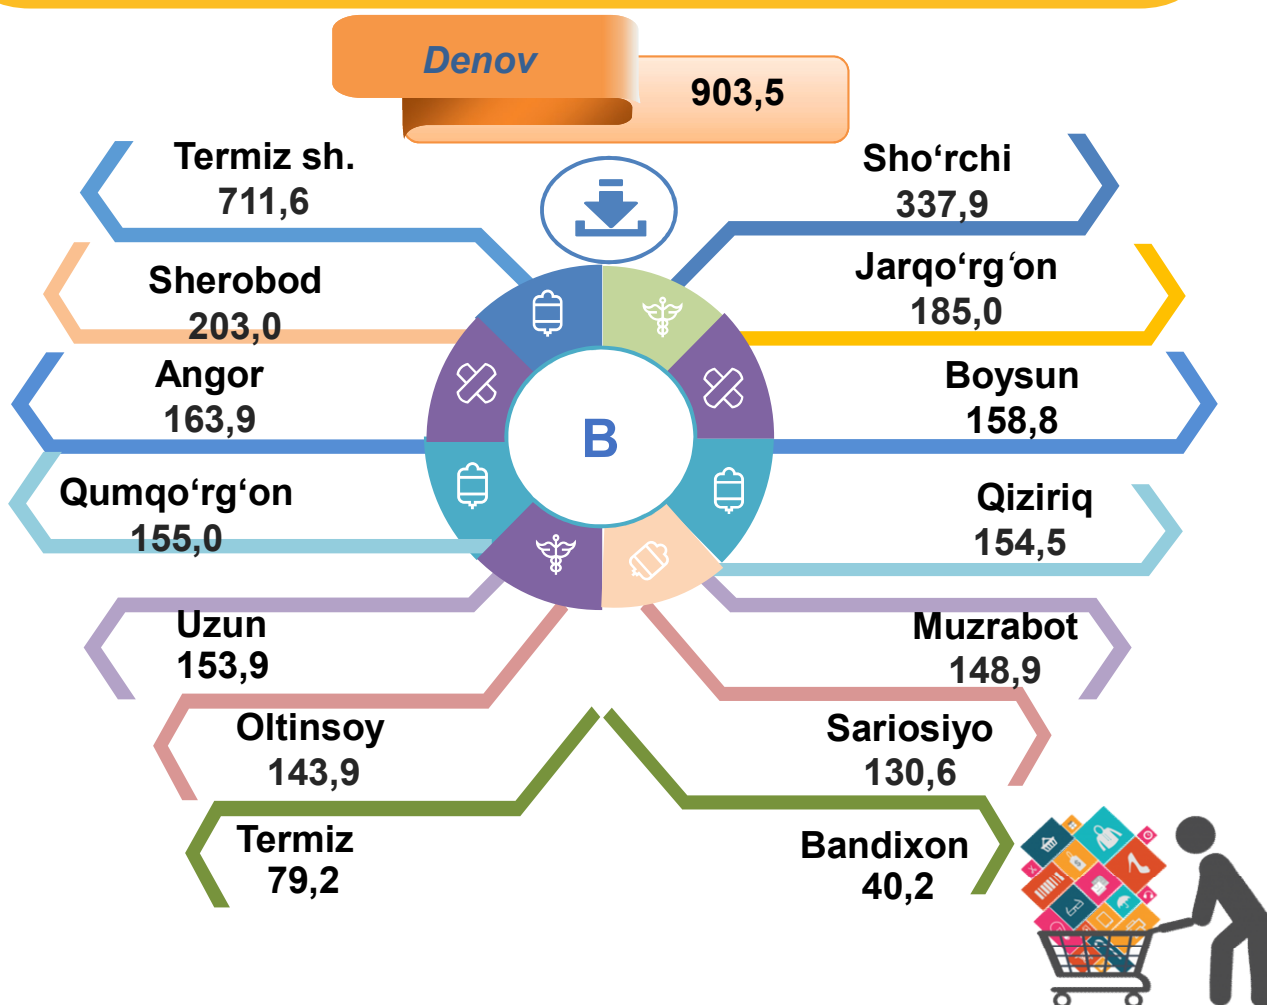 Denov
903,5
Termiz sh.
711,6
Sho‘rchi
337,9
Sherobod
203,0
Jarqo‘rg‘on
185,0
Angor
163,9
Boysun
158,8
B
Qumqo‘rg‘on
155,0
Qiziriq
154,5
Uzun
153,9
Muzrabot
148,9
Oltinsoy
143,9
Sariosiyo
130,6
Termiz
79,2
Bandixon
40,2